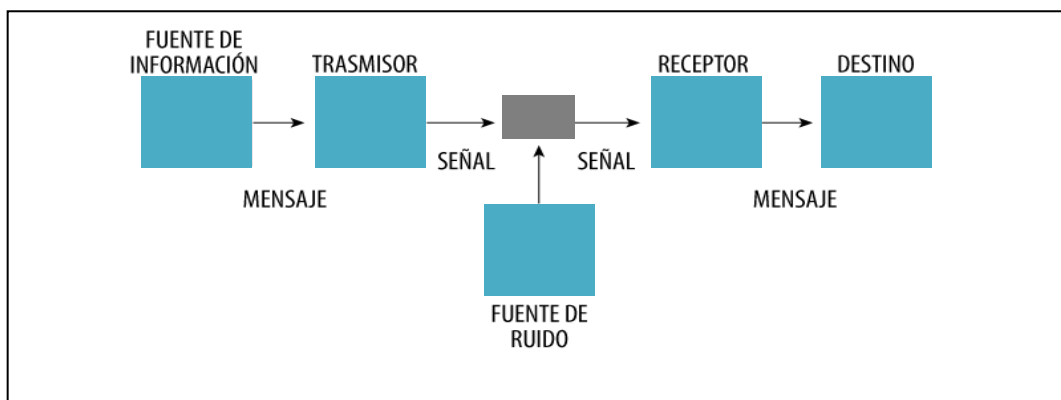 FUENTE DE
INFORMACIÓN
TRASMISOR
RECEPTOR
DESTINO
SEÑAL
SEÑAL
MENSAJE
MENSAJE
FUENTE DE
RUIDO